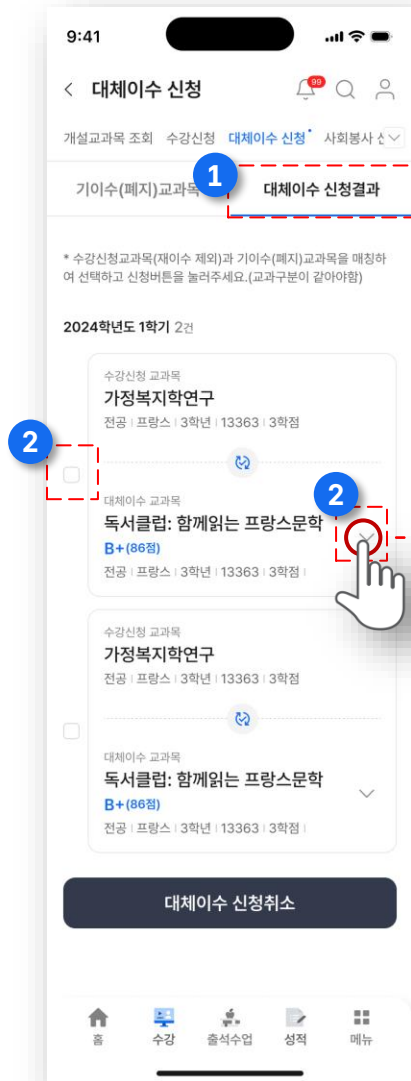 9:41
대체이수 신청
99
개설교과목 조회 수강신청 대체이수 신청 사회봉사
1
기이수(폐지)교과목 대체이수 신청결과
* 수강신청교과목(재이수 제외)과 기이수(폐지)교과목을 매칭하
여 선택하고 신청버튼을 눌러주세요.(교과구분이 같아야함)
2024학년도 1학기 2건
수강신청 교과목
가정복지학연구
전공 | 프랑스 | 3학년 | 13363 | 3학점
2
대체이수 교과목
2
독서클럽: 함께읽는 프랑스문학
B+(86점)
전공 | 프랑스 | 3학년 | 13363 | 3학점 |
수강신청 교과목
가정복지학연구
전공 | 프랑스 | 3학년 | 13363 | 3학점
대체이수 교과목
독서클럽: 함께읽는 프랑스문학
B+(86점)
전공 | 프랑스 | 3학년 | 13363 | 3학점 |
대체이수 신청취소
홈 수강 출석수업 성적 메뉴